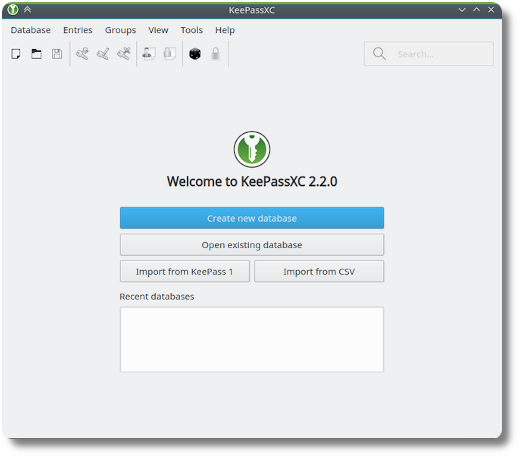 KeePassXC
Database Entries Groups View Tools Help
Search...
Welcome to KeePassXC 2.2.0
Create new database
Open existing database
Import from KeePass 1 Import from CSV
Recent databases